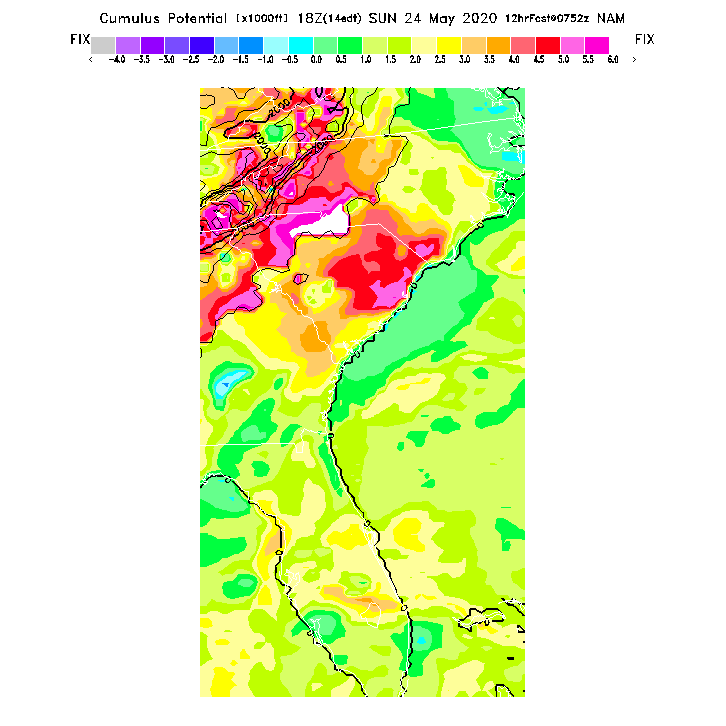 Cumulus Potential [x1000ft] 18Z(14edt) SUN 24 May 2020 12hrFcst@0752z NAM
FIX FIX
< -4.0 -3.5 -3.0 -2.5 -2.0 -1.5 -1.0 -0.5 0.0 0.5 1.0 1.5 2.0 2.5 3.0 3.5 4.0 4.5 5.0 5.5 6.0 >
2000
2000